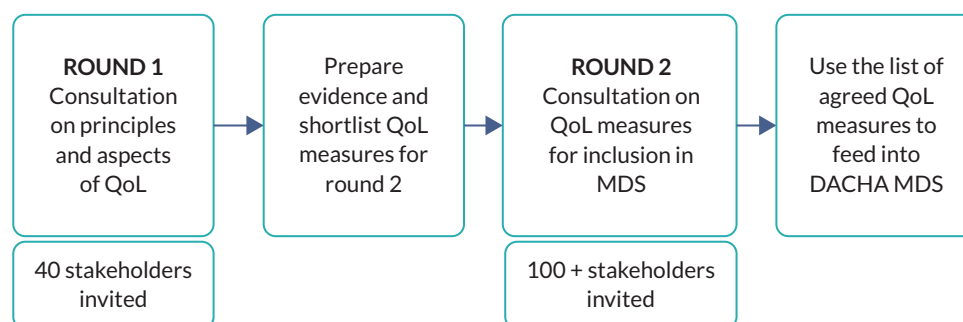 ROUND 1
Consultation
on principles
and aspects
of QoL
40 stakeholders
invited
Prepare
evidence and
shortlist QoL
measures for
round 2
ROUND 2
Consultation on
QoL measures
for inclusion in
MDS
100 + stakeholders
invited
Use the list of
agreed QoL
measures to
feed into
DACHA MDS